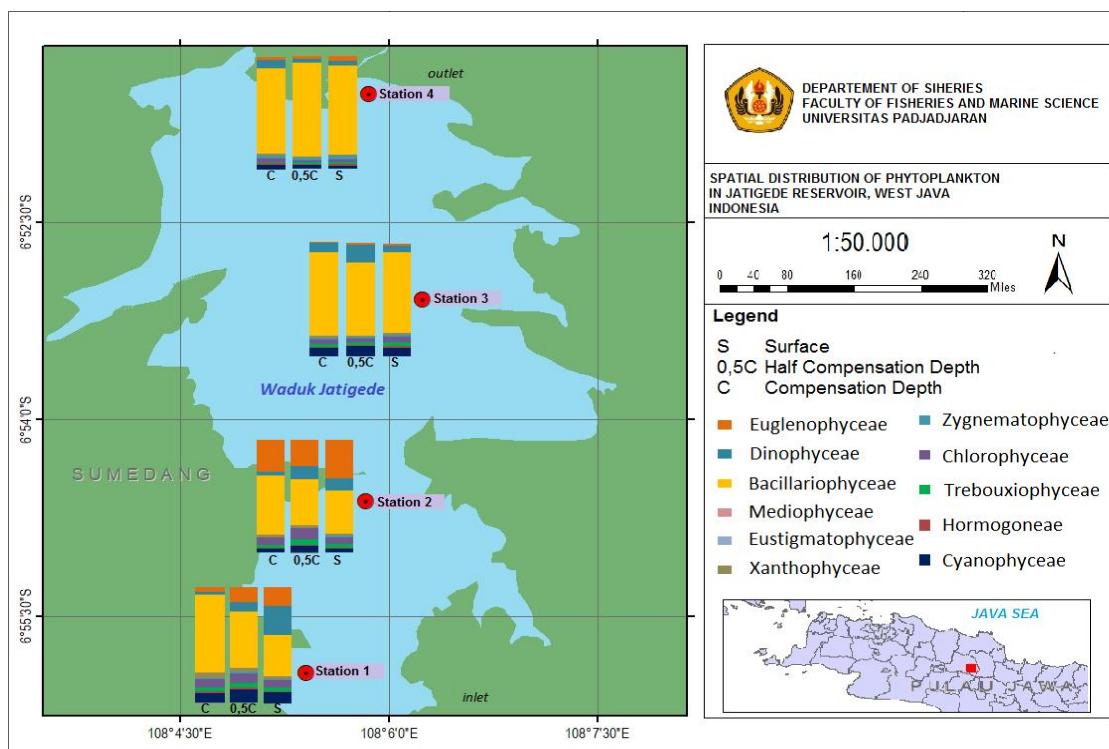 outlet
Station 4
C 0,5C S
6°52'30"S
Station 3
C 0,5C S
Waduk Jatigede
6°54'0"S
SUMEDANG
Station 2
C 0,5C S
6°55'30"S
Station 1
C 0,5C S
inlet
108°4'30"E 108°6'0"E 108°7'30"E
DEPARTEMENT OF SIHERIES
FACULTY OF FISHERIES AND MARINE SCIENCE
UNIVERSITAS PADJADJARAN
SPATIAL DISTRIBUTION OF PHYTOPLANKTON
IN JATIGEDE RESERVOIR, WEST JAVA
INDONESIA
1:50.000
N
0 40 80 160 240 320
Miles
Legend
S Surface
0,5C Half Compensation Depth
C Compensation Depth
Euglenophyceae
Dinophyceae
Bacillariophyceae
Mediophyceae
Eustigmatophyceae
Xanthophyceae
Zygnematophyceae
Chlorophyceae
Trebouxiophyceae
Hormogoneae
Cyanophyceae
JAVA SEA
PULAU JAWA